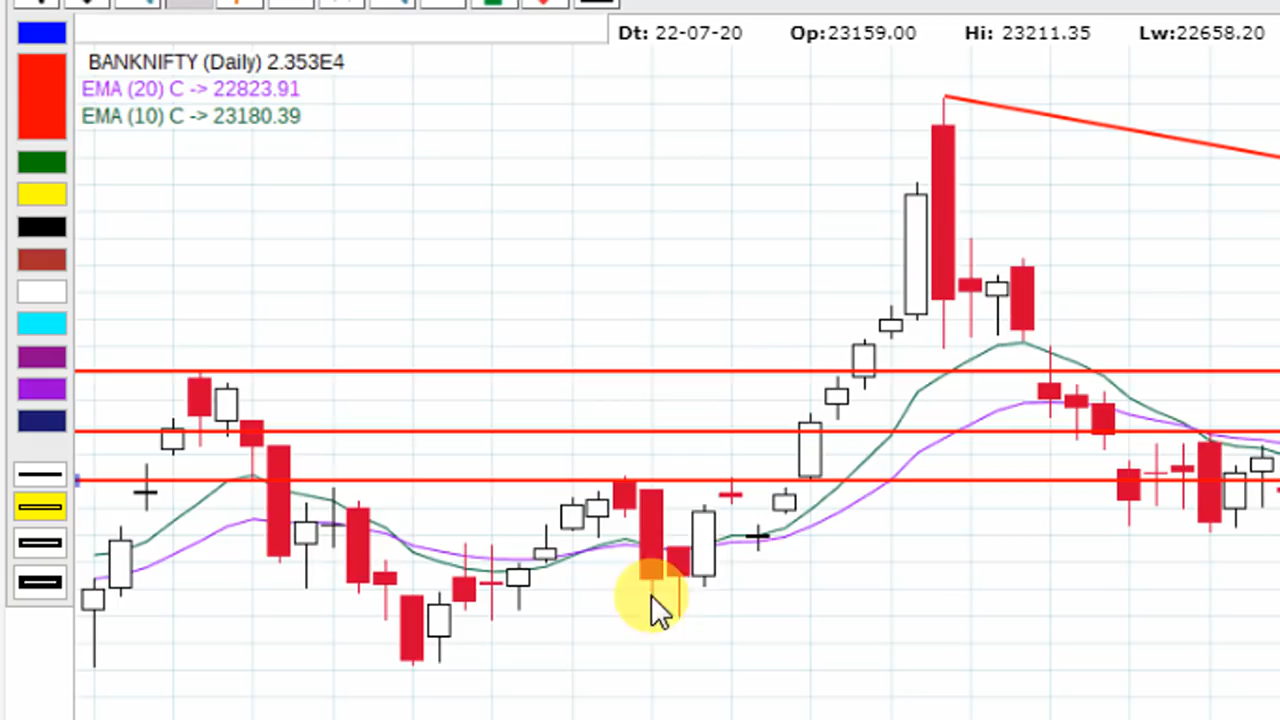 Dt: 22-07-20 Op:23159.00 Hi: 23211.35 Lw:22658.20
BANKNIFTY (Daily) 2.353E4
EMA (20) C -> 22823.91
EMA (10) C -> 23180.39